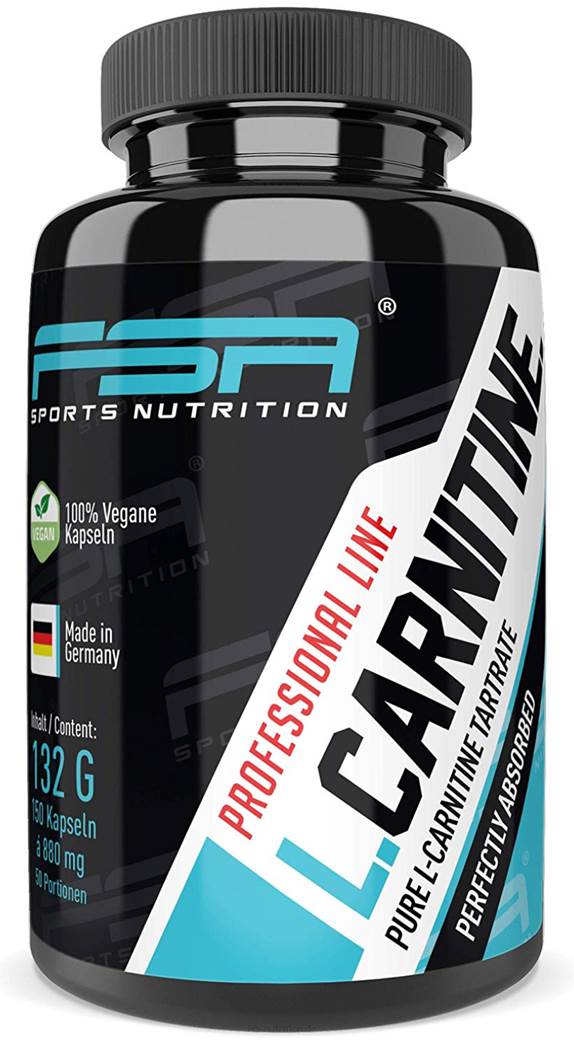 FSA
®
SPORTS NUTRITION
VEGAN
100% Vegane
Kapseln
Made in
Germany
Inhalt / Content:
132 G
150 Kapseln
á 880 mg
50 Portionen
PROFESSIONAL LINE
L.CARNITINE
PURE L-CARNITINE TARTRATE
PERFECTLY ABSORBED